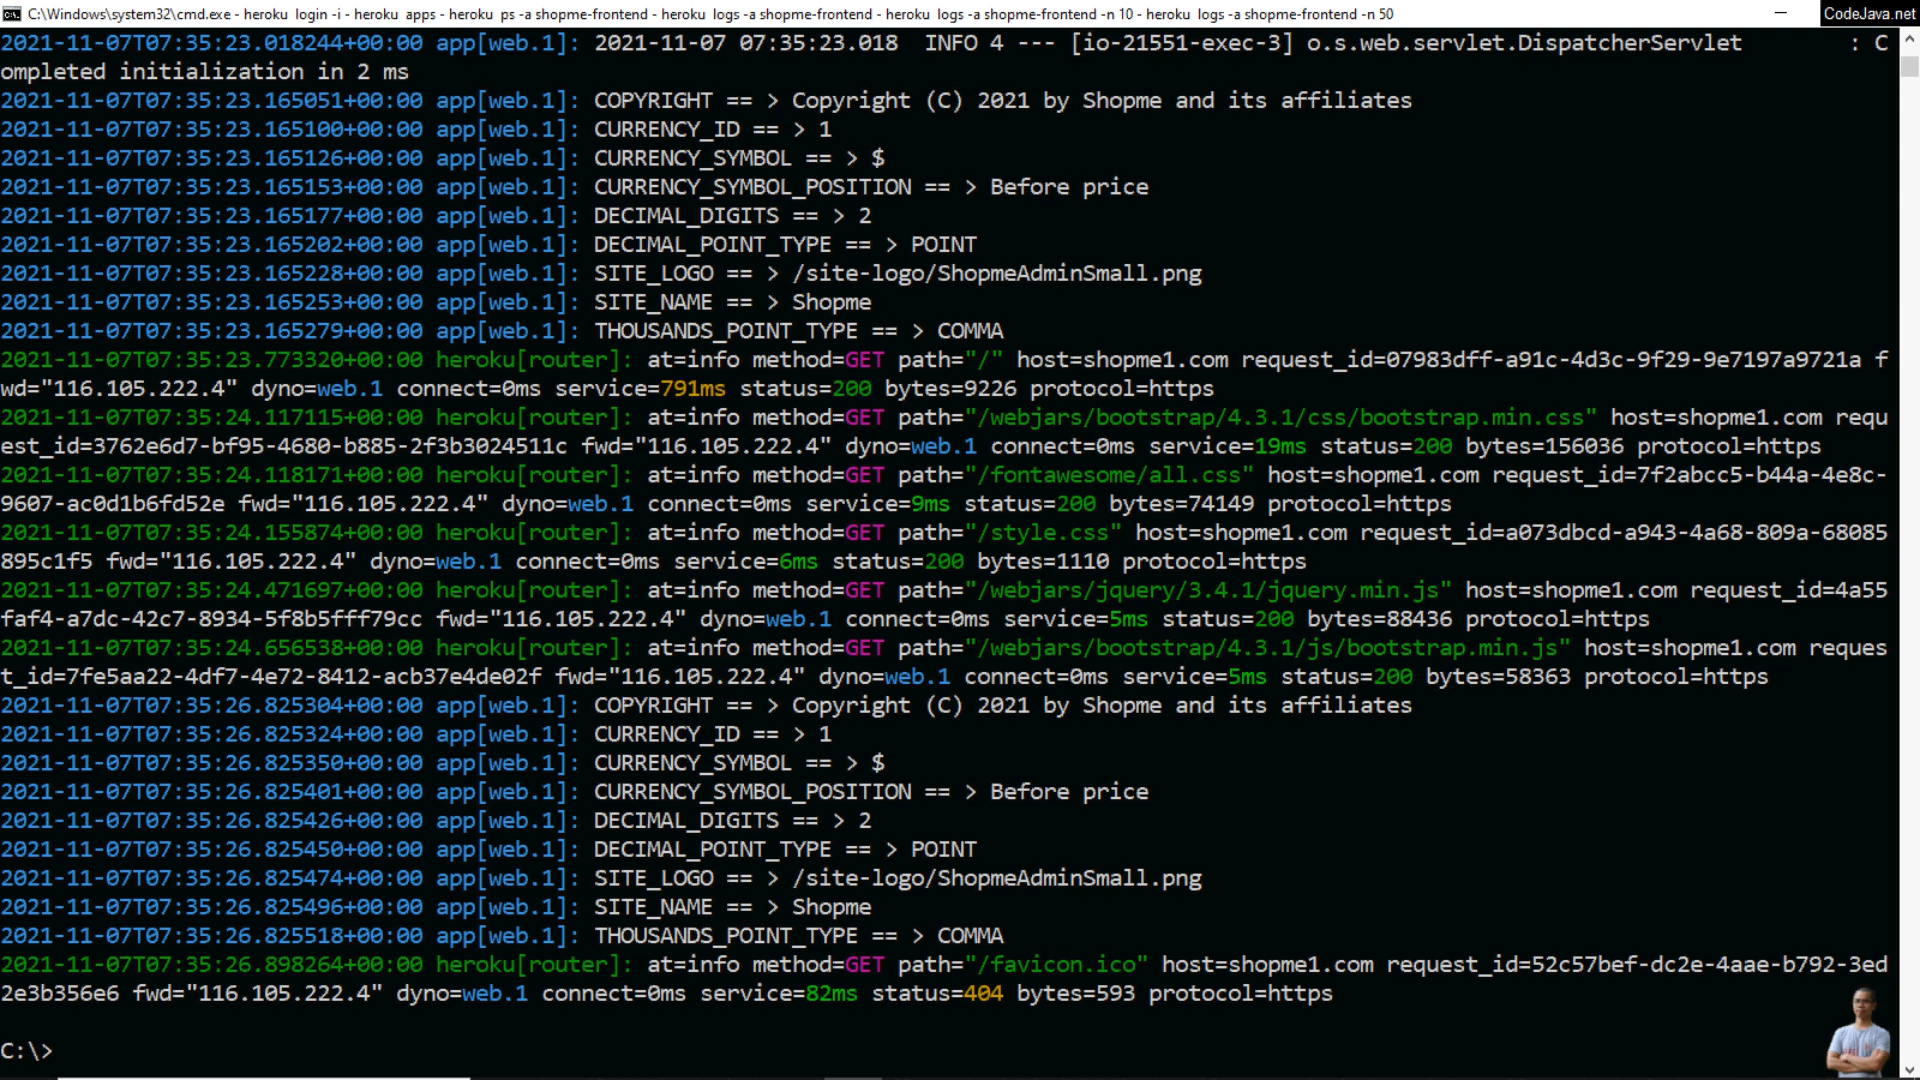 C:\Windows\system32\cmd.exe - heroku login -i - heroku apps - heroku ps -a shopme-frontend - heroku logs -a shopme-frontend - heroku logs -a shopme-frontend -n 10 - heroku logs -a shopme-frontend -n 50
CodeJava.net
2021-11-07T07:35:23.018244+00:00 app[web.1]: 2021-11-07 07:35:23.018  INFO 4 --- [io-21551-exec-3] o.s.web.servlet.DispatcherServlet        : C
ompleted initialization in 2 ms
2021-11-07T07:35:23.165051+00:00 app[web.1]: COPYRIGHT == > Copyright (C) 2021 by Shopme and its affiliates
2021-11-07T07:35:23.165100+00:00 app[web.1]: CURRENCY_ID == > 1
2021-11-07T07:35:23.165126+00:00 app[web.1]: CURRENCY_SYMBOL == > $
2021-11-07T07:35:23.165153+00:00 app[web.1]: CURRENCY_SYMBOL_POSITION == > Before price
2021-11-07T07:35:23.165177+00:00 app[web.1]: DECIMAL_DIGITS == > 2
2021-11-07T07:35:23.165202+00:00 app[web.1]: DECIMAL_POINT_TYPE == > POINT
2021-11-07T07:35:23.165228+00:00 app[web.1]: SITE_LOGO == > /site-logo/ShopmeAdminSmall.png
2021-11-07T07:35:23.165253+00:00 app[web.1]: SITE_NAME == > Shopme
2021-11-07T07:35:23.165279+00:00 app[web.1]: THOUSANDS_POINT_TYPE == > COMMA
2021-11-07T07:35:23.773320+00:00 heroku[router]: at=info method=GET path="/" host=shopme1.com request_id=07983dff-a91c-4d3c-9f29-9e7197a9721a f
wd="116.105.222.4" dyno=web.1 connect=0ms service=791ms status=200 bytes=9226 protocol=https
2021-11-07T07:35:24.117115+00:00 heroku[router]: at=info method=GET path="/webjars/bootstrap/4.3.1/css/bootstrap.min.css" host=shopme1.com requ
est_id=3762e6d7-bf95-4680-b885-2f3b3024511c fwd="116.105.222.4" dyno=web.1 connect=0ms service=19ms status=200 bytes=156036 protocol=https
2021-11-07T07:35:24.118171+00:00 heroku[router]: at=info method=GET path="/fontawesome/all.css" host=shopme1.com request_id=7f2abcc5-b44a-4e8c-
9607-ac0d1b6fd52e fwd="116.105.222.4" dyno=web.1 connect=0ms service=9ms status=200 bytes=74149 protocol=https
2021-11-07T07:35:24.155874+00:00 heroku[router]: at=info method=GET path="/style.css" host=shopme1.com request_id=a073dbcd-a943-4a68-809a-68085
895c1f5 fwd="116.105.222.4" dyno=web.1 connect=0ms service=6ms status=200 bytes=1110 protocol=https
2021-11-07T07:35:24.471697+00:00 heroku[router]: at=info method=GET path="/webjars/jquery/3.4.1/jquery.min.js" host=shopme1.com request_id=4a55
faf4-a7dc-42c7-8934-5f8b5fff79cc fwd="116.105.222.4" dyno=web.1 connect=0ms service=5ms status=200 bytes=88436 protocol=https
2021-11-07T07:35:24.656538+00:00 heroku[router]: at=info method=GET path="/webjars/bootstrap/4.3.1/js/bootstrap.min.js" host=shopme1.com reques
t_id=7fe5aa22-4df7-4e72-8412-acb37e4de02f fwd="116.105.222.4" dyno=web.1 connect=0ms service=5ms status=200 bytes=58363 protocol=https
2021-11-07T07:35:26.825304+00:00 app[web.1]: COPYRIGHT == > Copyright (C) 2021 by Shopme and its affiliates
2021-11-07T07:35:26.825324+00:00 app[web.1]: CURRENCY_ID == > 1
2021-11-07T07:35:26.825350+00:00 app[web.1]: CURRENCY_SYMBOL == > $
2021-11-07T07:35:26.825401+00:00 app[web.1]: CURRENCY_SYMBOL_POSITION == > Before price
2021-11-07T07:35:26.825426+00:00 app[web.1]: DECIMAL_DIGITS == > 2
2021-11-07T07:35:26.825450+00:00 app[web.1]: DECIMAL_POINT_TYPE == > POINT
2021-11-07T07:35:26.825474+00:00 app[web.1]: SITE_LOGO == > /site-logo/ShopmeAdminSmall.png
2021-11-07T07:35:26.825496+00:00 app[web.1]: SITE_NAME == > Shopme
2021-11-07T07:35:26.825518+00:00 app[web.1]: THOUSANDS_POINT_TYPE == > COMMA
2021-11-07T07:35:26.898264+00:00 heroku[router]: at=info method=GET path="/favicon.ico" host=shopme1.com request_id=52c57bef-dc2e-4aae-b792-3ed
2e3b356e6 fwd="116.105.222.4" dyno=web.1 connect=0ms service=82ms status=404 bytes=593 protocol=https
C:\>